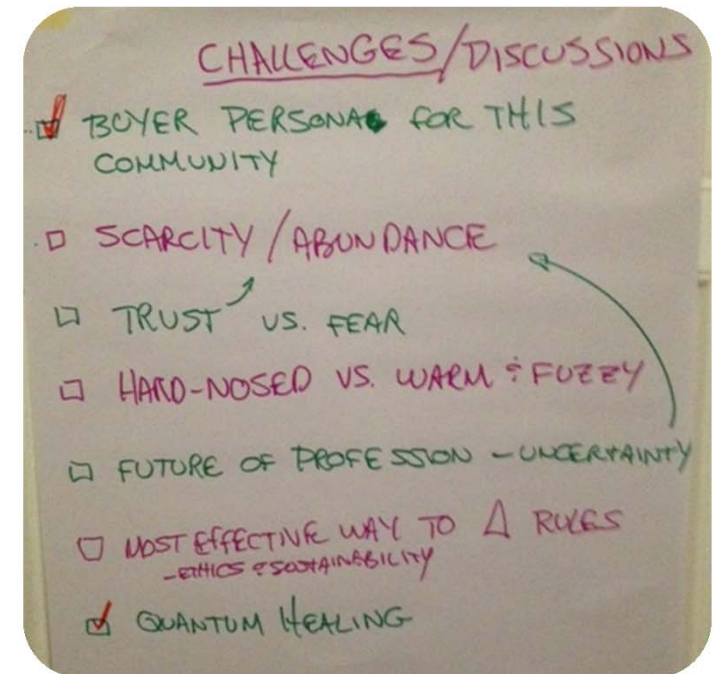 CHALLENGES/DISCUSSIONS
BUYER PERSONA FOR THIS
COMMUNITY
SCARCITY / ABUNDANCE
TRUST VS. FEAR
HARD-NOSED VS. WARM & FUZZY
FUTURE OF PROFESSION - UNCERTAINTY
MOST EFFECTIVE WAY TO Δ RULES
- ETHICS & SUSTAINABILITY
QUANTUM HEALING